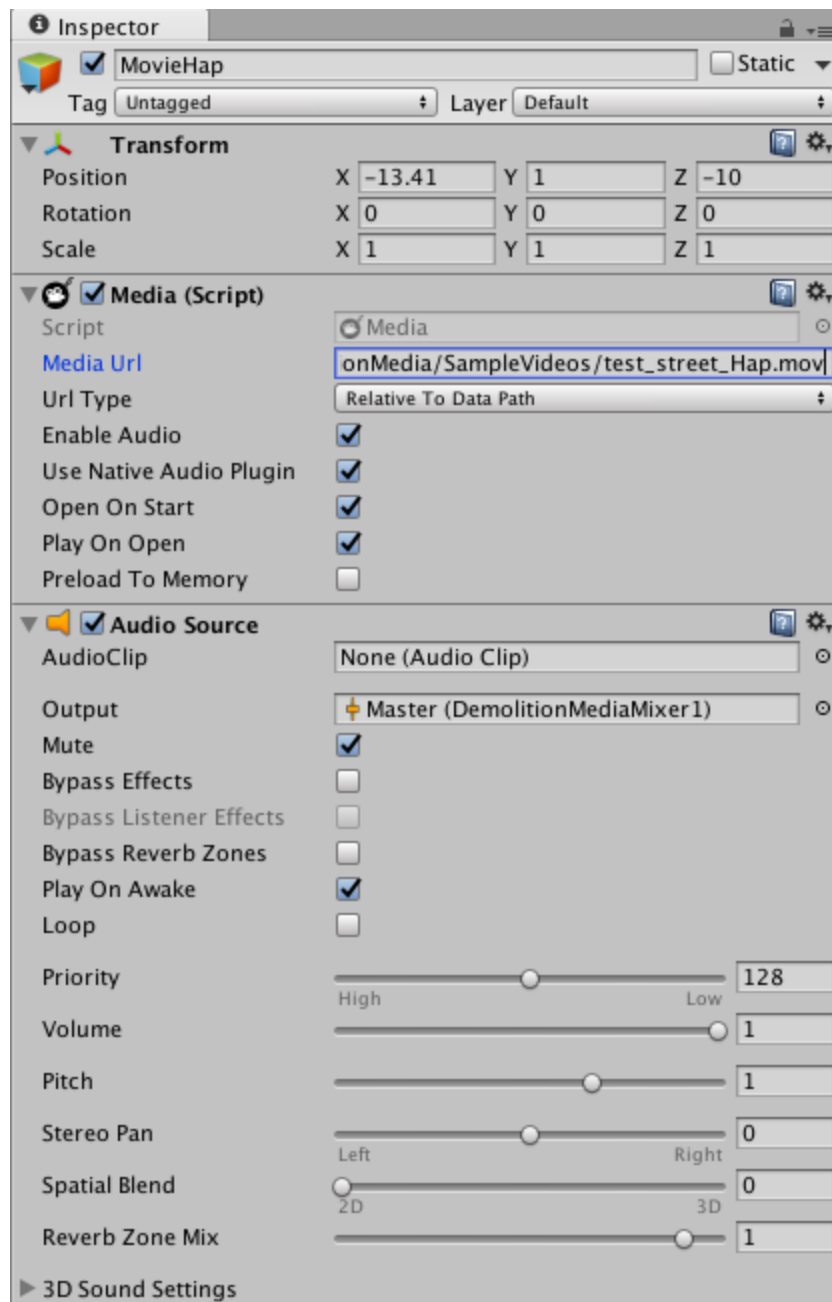 Inspector
MovieHap Static
Tag Untagged Layer Default
Transform
Position X -13.41 Y 1 Z -10
Rotation X 0 Y 0 Z 0
Scale X 1 Y 1 Z 1
Media (Script)
Script Media
Media Url onMedia/SampleVideos/test_street_Hap.mov
Url Type Relative To Data Path
Enable Audio
Use Native Audio Plugin
Open On Start
Play On Open
Preload To Memory
Audio Source
AudioClip None (Audio Clip)
Output Master (DemolitionMediaMixer1)
Mute
Bypass Effects
Bypass Listener Effects
Bypass Reverb Zones
Play On Awake
Loop
Priority 128
High Low
Volume 1
Pitch 1
Stereo Pan 0
Left Right
Spatial Blend 0
2D 3D
Reverb Zone Mix 1
3D Sound Settings